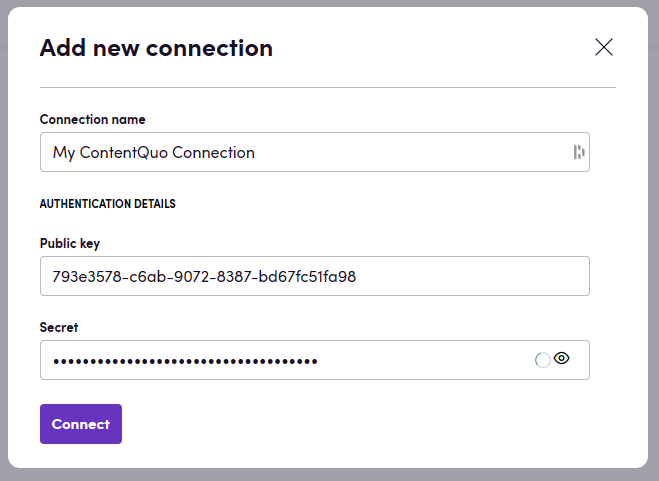 Add new connection
Connection name
My ContentQuo Connection
AUTHENTICATION DETAILS
Public key
793e3578-c6ab-9072-8387-bd67fc51fa98
Secret
••••••••••••••••••••••••••••••••••••
Connect